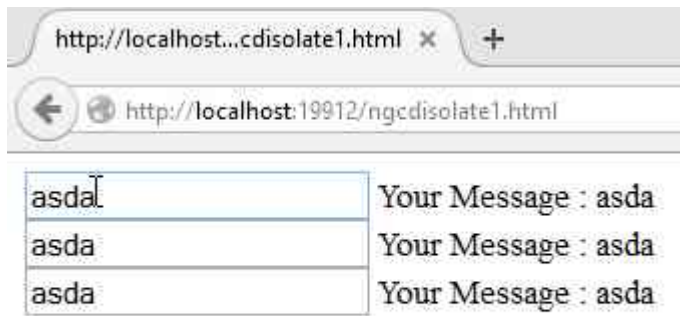 http://localhost...cdisolate1.html × +
http://localhost:19912/ngcdisolate1.html
asda Your Message : asda
asda Your Message : asda
asda Your Message : asda